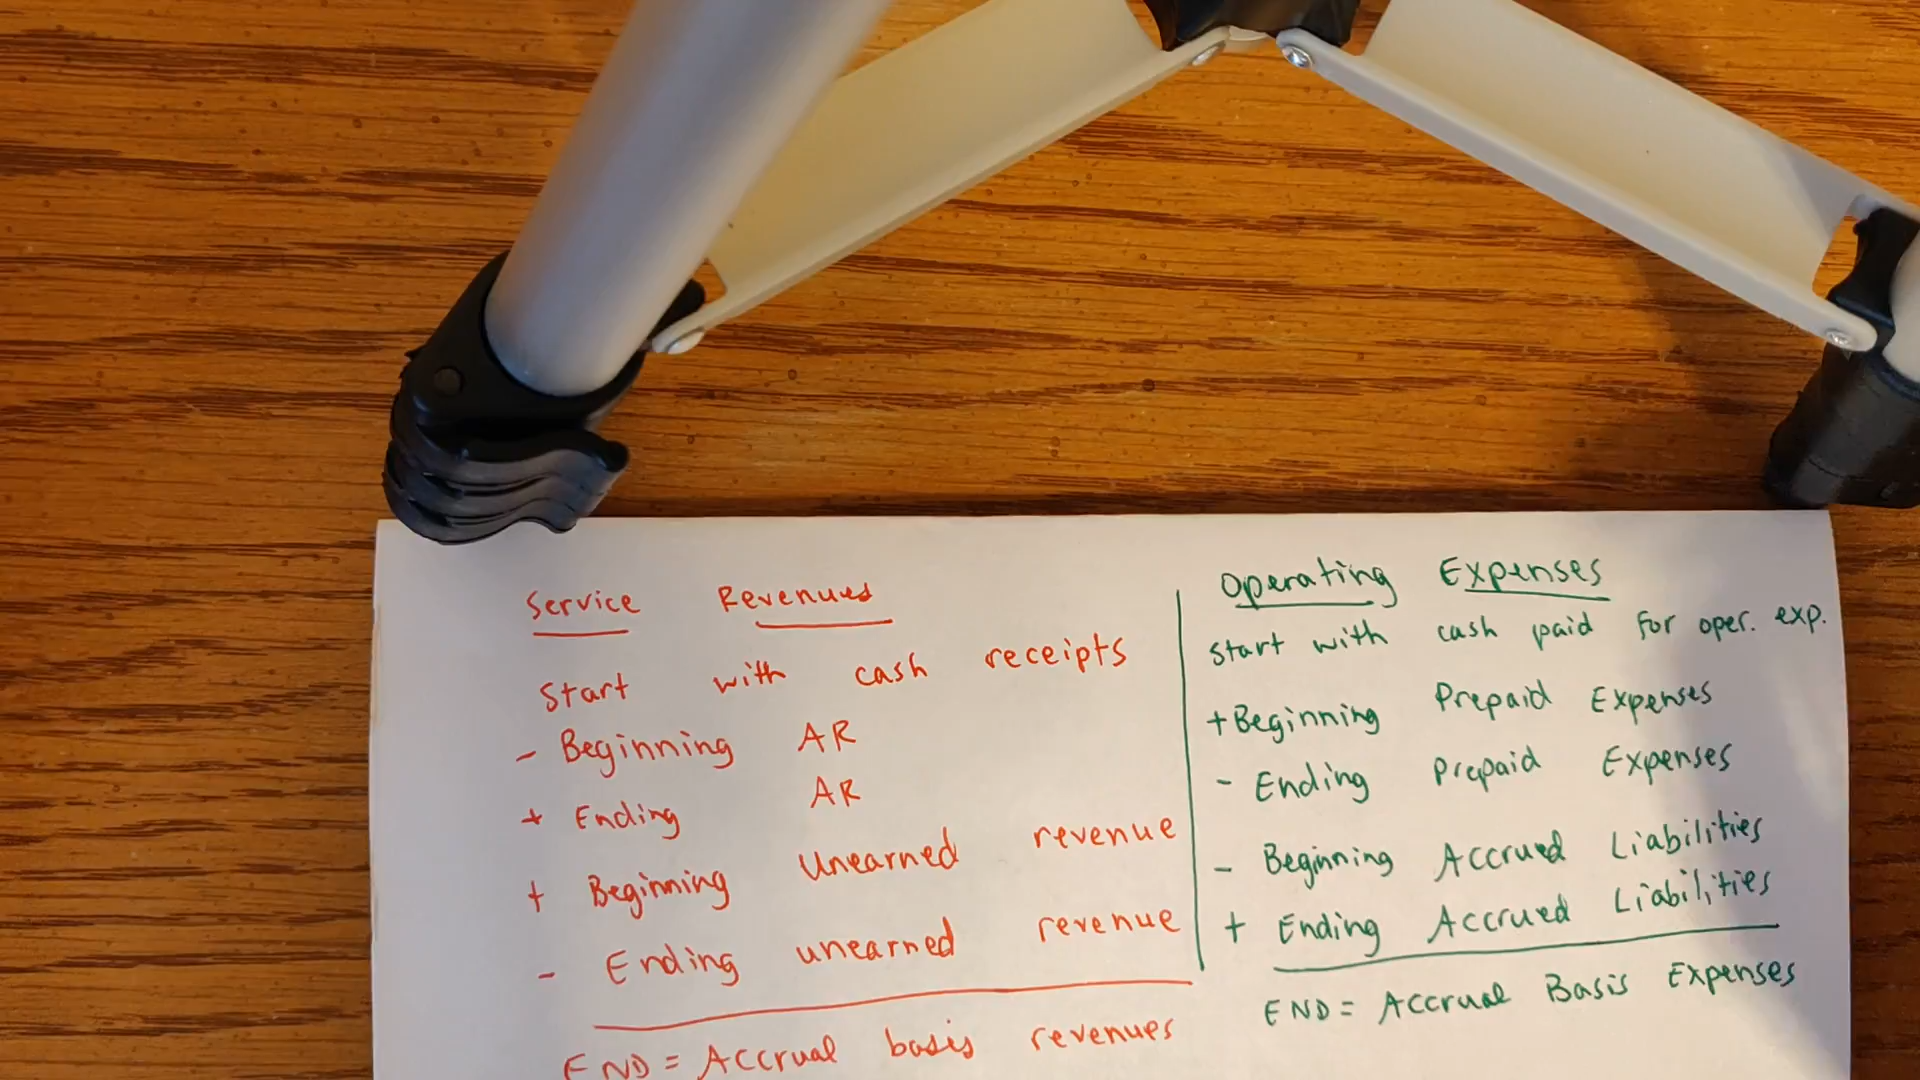 Service Revenues
Start with cash receipts
- Beginning AR
+ Ending AR
+ Beginning Unearned revenue
- Ending unearned revenue
END = Accrual basis revenues
Operating Expenses
Start with cash paid for oper. exp.
+ Beginning Prepaid Expenses
- Ending Prepaid Expenses
- Beginning Accrued Liabilities
+ Ending Accrued Liabilities
END = Accrual Basis Expenses